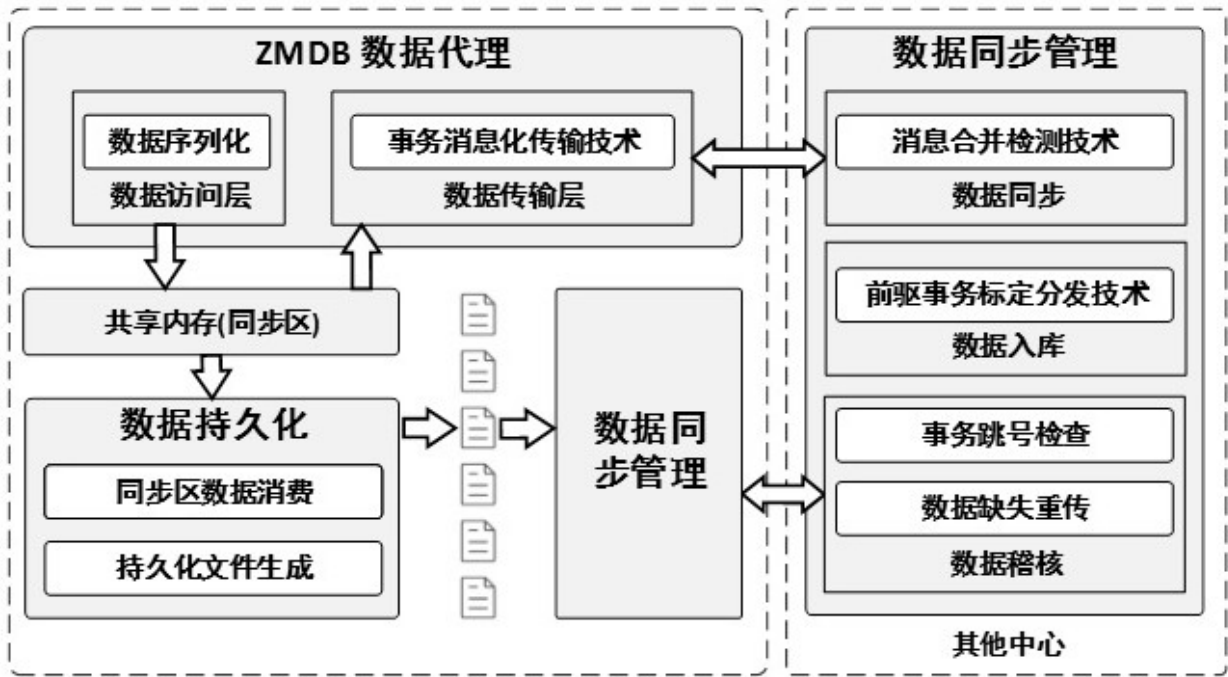 ZMDB 数据代理
数据序列化
数据访问层
事务消息化传输技术
数据传输层
共享内存(同步区)
数据持久化
同步区数据消费
持久化文件生成
数据同
步管理
数据同步管理
消息合并检测技术
数据同步
前驱事务标定分发技术
数据入库
事务跳号检查
数据缺失重传
数据稽核
其他中心